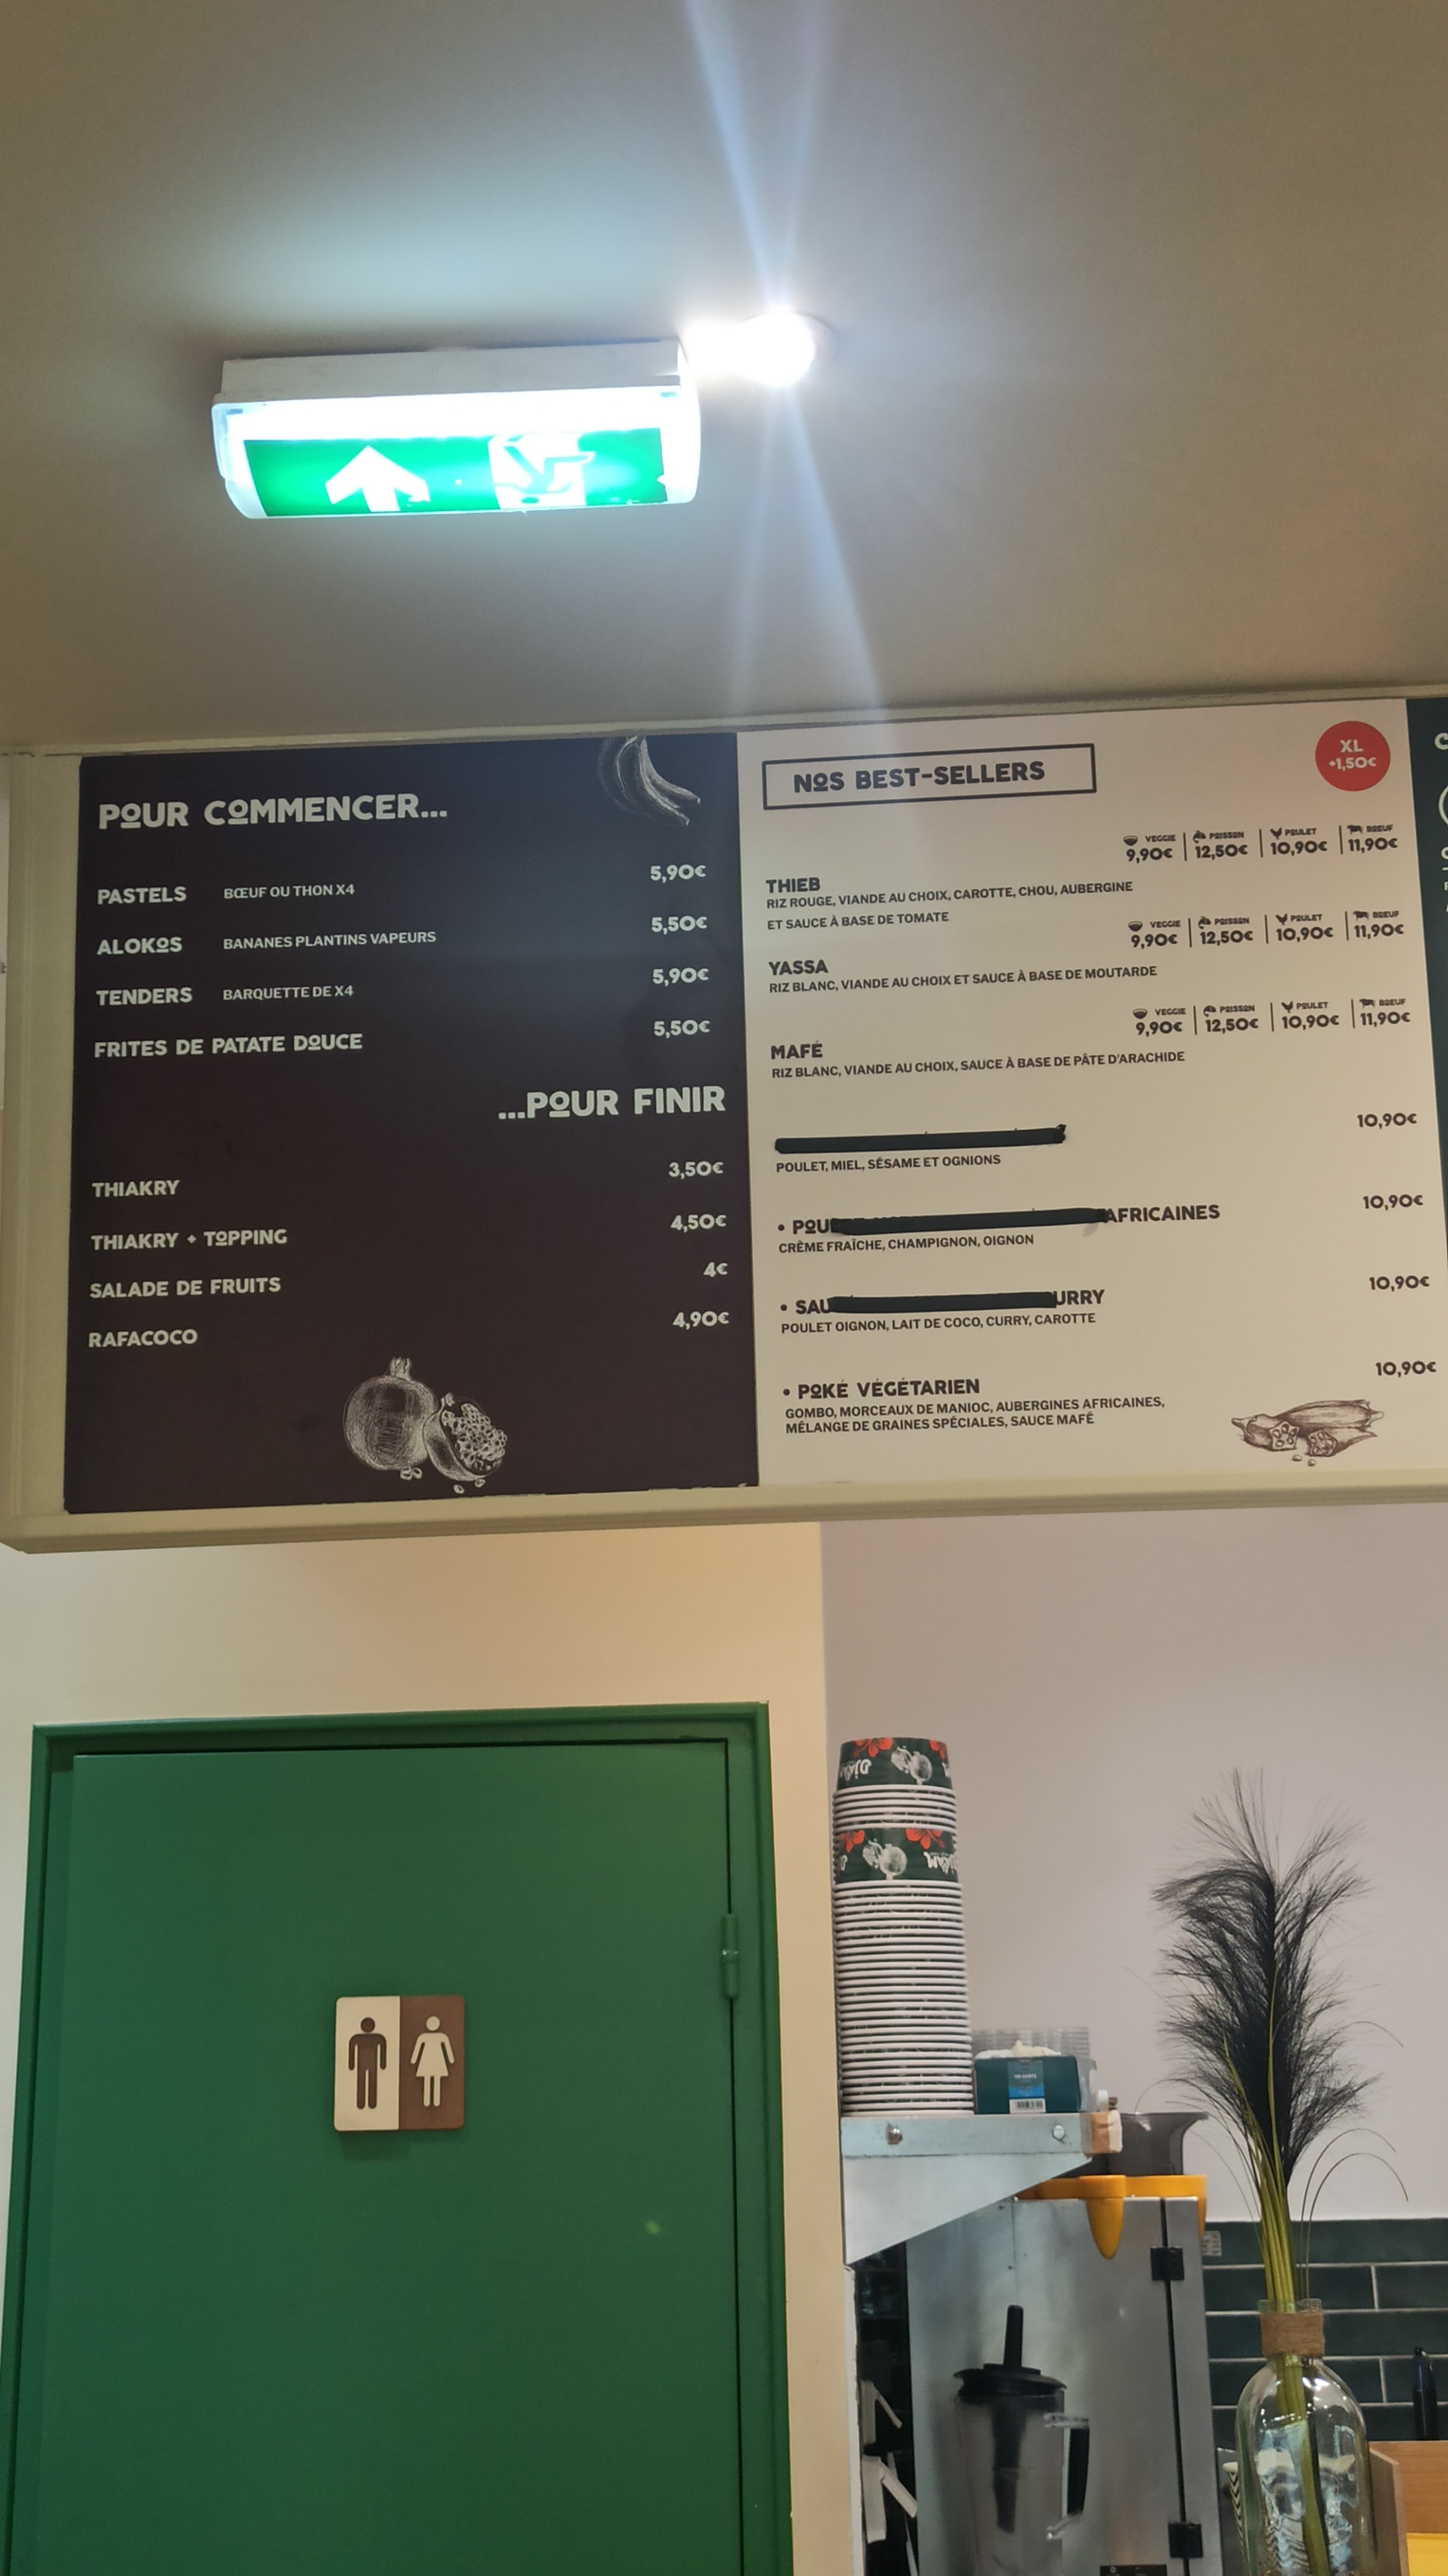 POUR COMMENCER...
PASTELS BŒUF OU THON X4 5,90€
ALOKOS BANANES PLANTINS VAPEURS 5,50€
TENDERS BARQUETTE DE X4 5,90€
FRITES DE PATATE DOUCE 5,50€
...POUR FINIR
THIAKRY 3,50€
THIAKRY + TOPPING 4,50€
SALADE DE FRUITS 4€
RAFACOCO 4,90€
NOS BEST-SELLERS
XL
+1,50€
VEGGIE POISSON POULET BŒUF
9,90€ 12,50€ 10,90€ 11,90€
THIEB
RIZ ROUGE, VIANDE AU CHOIX, CAROTTE, CHOU, AUBERGINE
ET SAUCE À BASE DE TOMATE
VEGGIE POISSON POULET BŒUF
9,90€ 12,50€ 10,90€ 11,90€
YASSA
RIZ BLANC, VIANDE AU CHOIX ET SAUCE À BASE DE MOUTARDE
VEGGIE POISSON POULET BŒUF
9,90€ 12,50€ 10,90€ 11,90€
MAFÉ
RIZ BLANC, VIANDE AU CHOIX, SAUCE À BASE DE PÂTE D'ARACHIDE
10,90€
POULET, MIEL, SÉSAME ET OGNIONS
• POU AFRICAINES 10,90€
CRÈME FRAÎCHE, CHAMPIGNON, OIGNON
• SAU URRY 10,90€
POULET OIGNON, LAIT DE COCO, CURRY, CAROTTE
• POKÉ VÉGÉTARIEN 10,90€
GOMBO, MORCEAUX DE MANIOC, AUBERGINES AFRICAINES,
MÉLANGE DE GRAINES SPÉCIALES, SAUCE MAFÉ